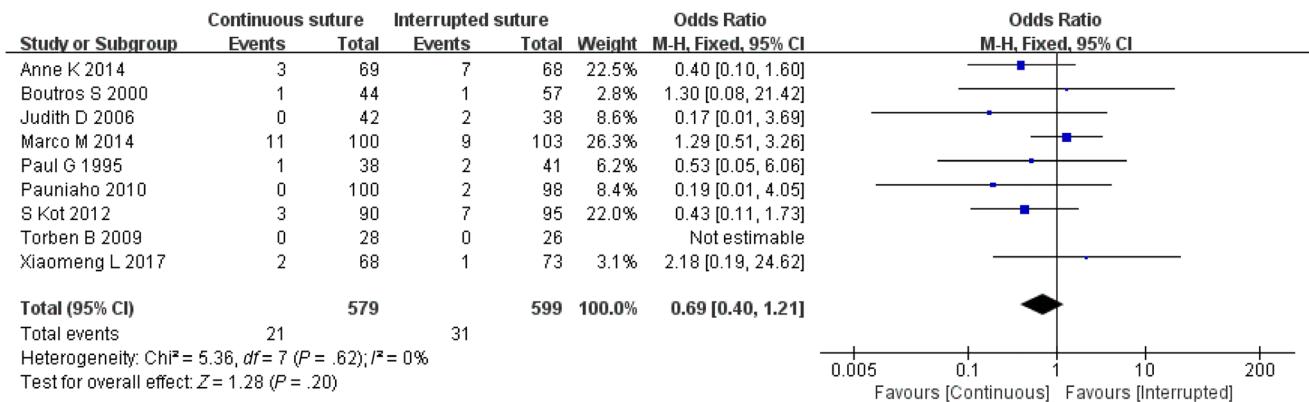 Continuous suture Interrupted suture Odds Ratio Odds Ratio
Study or Subgroup Events Total Events Total Weight M-H, Fixed, 95% CI M-H, Fixed, 95% CI
Anne K 2014 3 69 7 68 22.5% 0.40 [0.10, 1.60]
Boutros S 2000 1 44 1 57 2.8% 1.30 [0.08, 21.42]
Judith D 2006 0 42 2 38 8.6% 0.17 [0.01, 3.69]
Marco M 2014 11 100 9 103 26.3% 1.29 [0.51, 3.26]
Paul G 1995 1 38 2 41 6.2% 0.53 [0.05, 6.06]
Pauniaho 2010 0 100 2 98 8.4% 0.19 [0.01, 4.05]
S Kot 2012 3 90 7 95 22.0% 0.43 [0.11, 1.73]
Torben B 2009 0 28 0 26 Not estimable
Xiaomeng L 2017 2 68 1 73 3.1% 2.18 [0.19, 24.62]
Total (95% CI) 579 599 100.0% 0.69 [0.40, 1.21]
Total events 21 31
Heterogeneity: Chi² = 5.36, df = 7 (P = .62); I² = 0%
Test for overall effect: Z = 1.28 (P = .20)
0.005 0.1 1 10 200
Favours [Continuous] Favours [Interrupted]